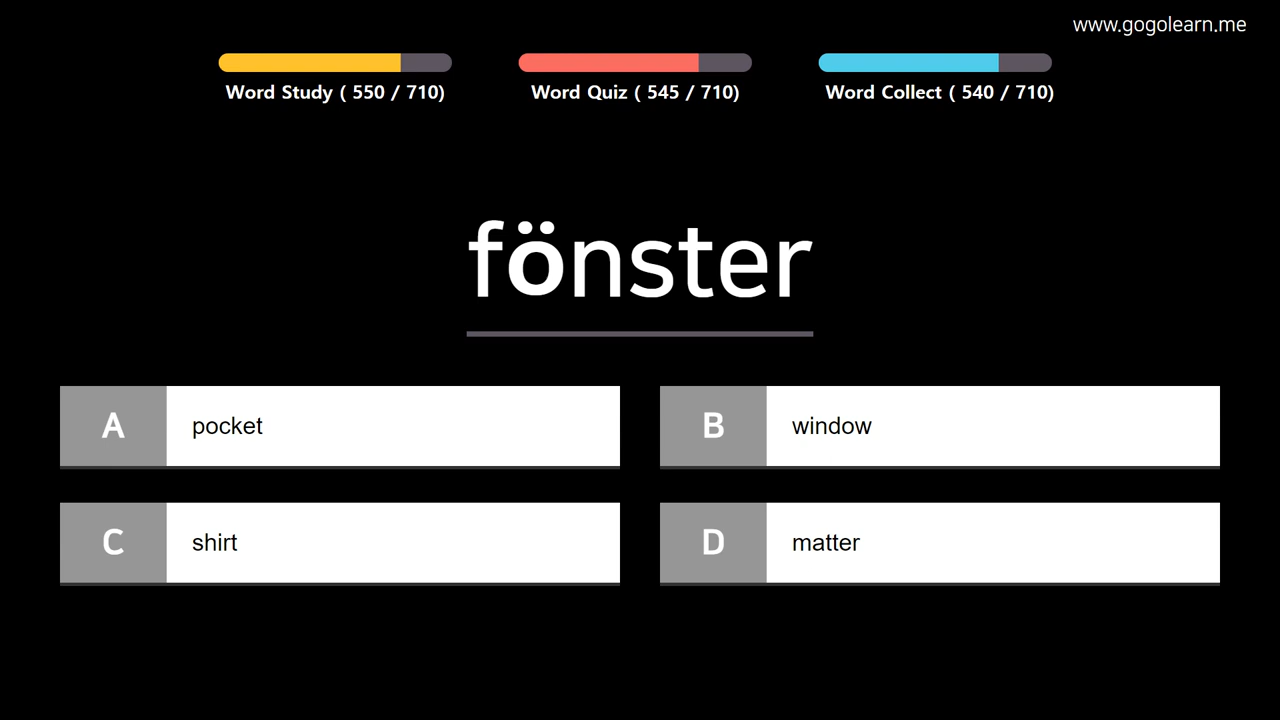 www.gogolearn.me
Word Study ( 550 / 710)
Word Quiz ( 545 / 710)
Word Collect ( 540 / 710)
fönster
A pocket
B window
C shirt
D matter